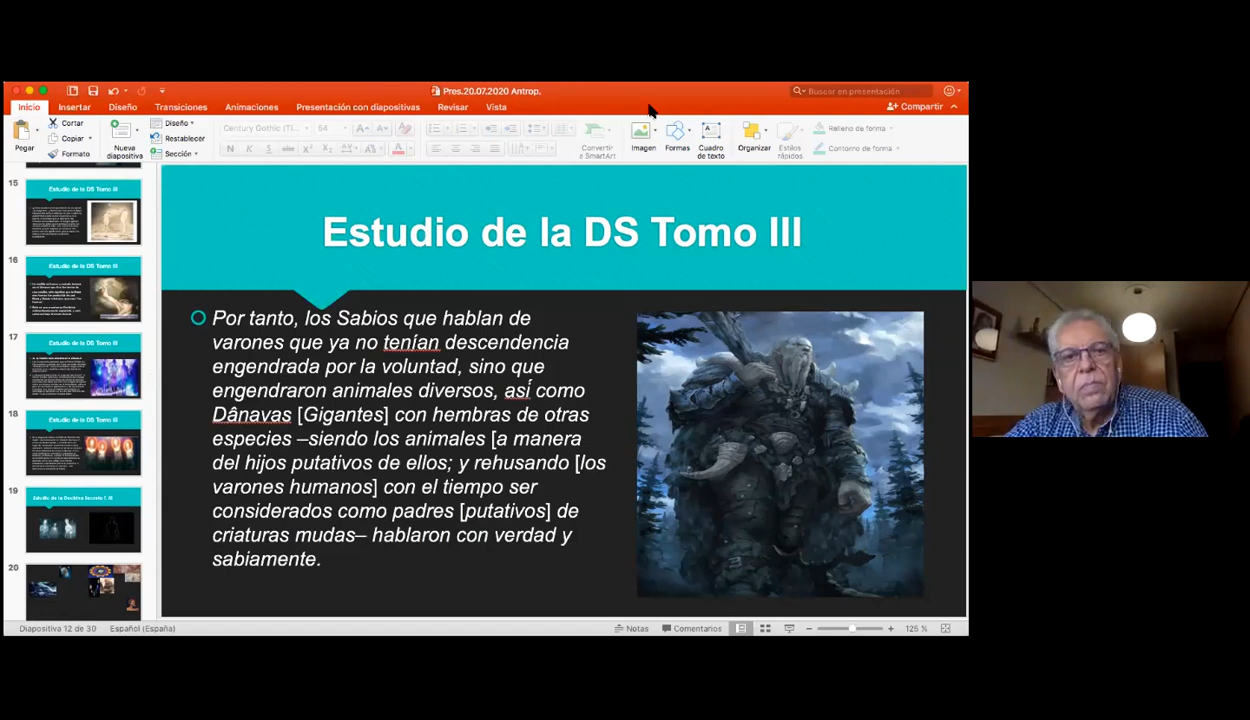 Pres.20.07.2020 Antrop.
Buscar en presentación
Inicio
Insertar
Diseño
Transiciones
Animaciones
Presentación con diapositivas
Revisar
Vista
Compartir
Pegar
Cortar
Copiar
Formato
Nueva
diapositiva
Diseño
Restablecer
Sección
Century Gothic (Tí...
54
Convertir
a SmartArt
Imagen
Formas
Cuadro
de texto
Organizar
Estilos
rápidos
Relleno de forma
Contorno de forma
15
Estudio de la DS Tomo III
16
Estudio de la DS Tomo III
17
Estudio de la DS Tomo III
18
Estudio de la DS Tomo III
19
Estudio de la Doctrina Secreta T. III
20
Estudio de la DS Tomo III
Por tanto, los Sabios que hablan de
varones que ya no tenían descendencia
engendrada por la voluntad, sino que
engendraron animales diversos, así como
Dânavas [Gigantes] con hembras de otras
especies –siendo los animales [a manera
del hijos putativos de ellos; y rehusando [los
varones humanos] con el tiempo ser
considerados como padres [putativos] de
criaturas mudas– hablaron con verdad y
sabiamente.
Diapositiva 12 de 30
Español (España)
Notas
Comentarios
125 %